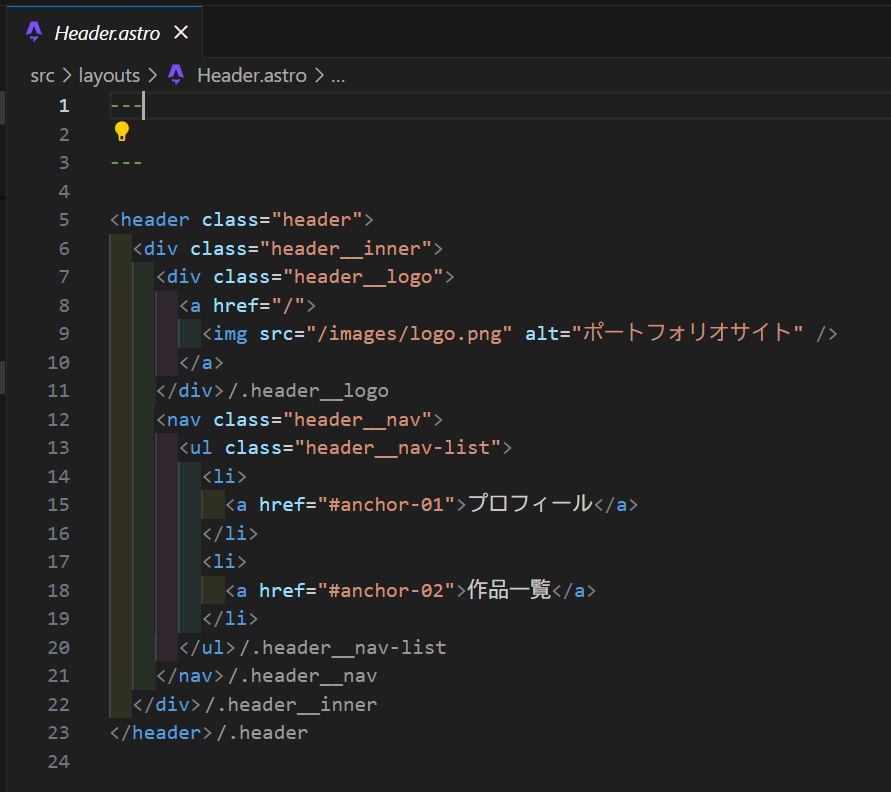 Header.astro
src > layouts > Header.astro > ...
1 ---
2
3 ---
4
5 <header class="header">
6   <div class="header__inner">
7     <div class="header__logo">
8       <a href="/">
9         <img src="/images/logo.png" alt="ポートフォリオサイト" />
10       </a>
11     </div>/.header__logo
12     <nav class="header__nav">
13       <ul class="header__nav-list">
14         <li>
15           <a href="#anchor-01">プロフィール</a>
16         </li>
17         <li>
18           <a href="#anchor-02">作品一覧</a>
19         </li>
20       </ul>/.header__nav-list
21     </nav>/.header__nav
22   </div>/.header__inner
23 </header>/.header
24